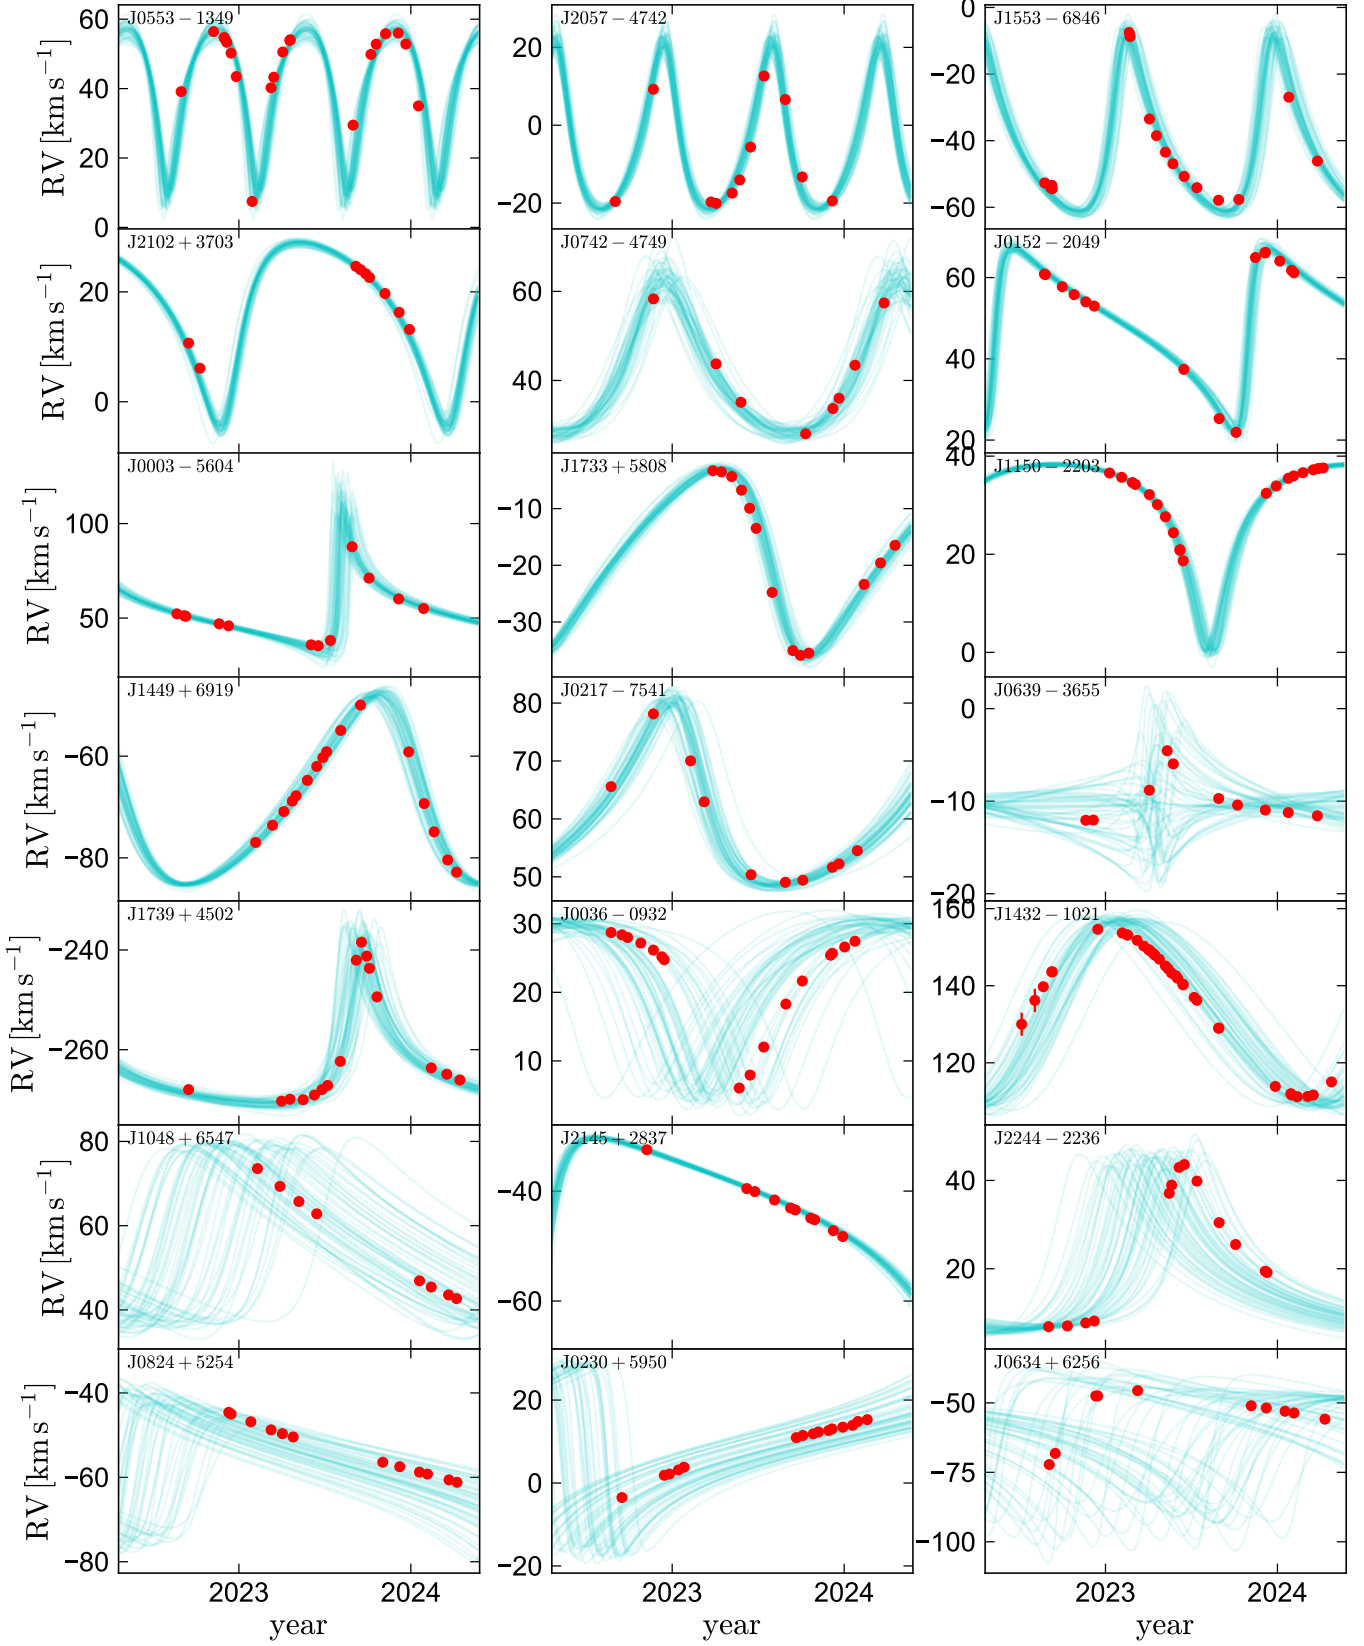 J0553−1349
J2057−4742
J1553−6846
RV [km s⁻¹]
60
40
20
0
20
0
−20
0
−20
−40
−60
J2102+3703
J0742−4749
J0152−2049
RV [km s⁻¹]
20
0
60
40
60
40
20
J0003−5604
J1733+5808
J1150−2203
RV [km s⁻¹]
100
50
−10
−20
−30
40
20
0
J1449+6919
J0217−7541
J0639−3655
RV [km s⁻¹]
−60
−80
80
70
60
50
0
−10
−20
J1739+4502
J0036−0932
J1432−1021
RV [km s⁻¹]
−240
−260
30
20
10
160
140
120
J1048+6547
J2145+2837
J2244−2236
RV [km s⁻¹]
80
60
40
−40
−60
40
20
J0824+5254
J0230+5950
J0634+6256
RV [km s⁻¹]
−40
−60
−80
20
0
−20
−50
−75
−100
2023 2024 2023 2024 2023 2024
year year year